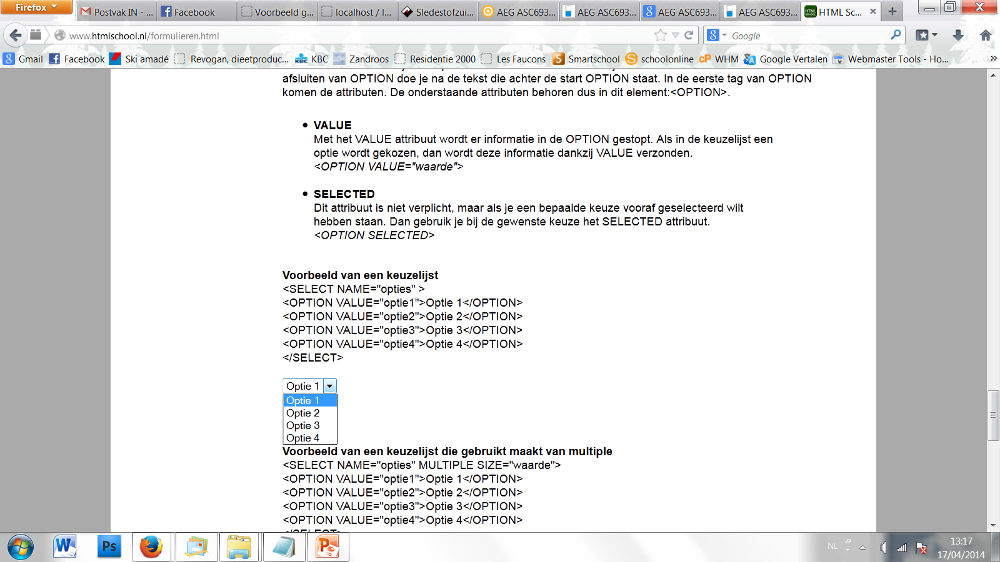 Firefox
Postvak IN - ...
Facebook
Voorbeeld g...
localhost / l...
Sledestofzui...
AEG ASC693...
AEG ASC693...
AEG ASC693...
AEG ASC693...
HTML Sc...
www.htmlschool.nl/formulieren.html
Google
Gmail
Facebook
Ski amadé
Revogan, dieetproduc...
KBC
Zandroos
Residentie 2000
Les Faucons
Smartschool
schoolonline
WHM
Google Vertalen
Webmaster Tools - Ho...
afsluiten van OPTION doe je na de tekst die achter de start OPTION staat. In de eerste tag van OPTION
komen de attributen. De onderstaande attributen behoren dus in dit element:<OPTION>.
VALUE
Met het VALUE attribuut wordt er informatie in de OPTION gestopt. Als in de keuzelijst een
optie wordt gekozen, dan wordt deze informatie dankzij VALUE verzonden.
<OPTION VALUE="waarde">
SELECTED
Dit attribuut is niet verplicht, maar als je een bepaalde keuze vooraf geselecteerd wilt
hebben staan. Dan gebruik je bij de gewenste keuze het SELECTED attribuut.
<OPTION SELECTED>
Voorbeeld van een keuzelijst
<SELECT NAME="opties" >
<OPTION VALUE="optie1">Optie 1</OPTION>
<OPTION VALUE="optie2">Optie 2</OPTION>
<OPTION VALUE="optie3">Optie 3</OPTION>
<OPTION VALUE="optie4">Optie 4</OPTION>
</SELECT>
Optie 1
Optie 1
Optie 2
Optie 3
Optie 4
Voorbeeld van een keuzelijst die gebruikt maakt van multiple
<SELECT NAME="opties" MULTIPLE SIZE="waarde">
<OPTION VALUE="optie1">Optie 1</OPTION>
<OPTION VALUE="optie2">Optie 2</OPTION>
<OPTION VALUE="optie3">Optie 3</OPTION>
<OPTION VALUE="optie4">Optie 4</OPTION>
</SELECT>
NL
13:17
17/04/2014